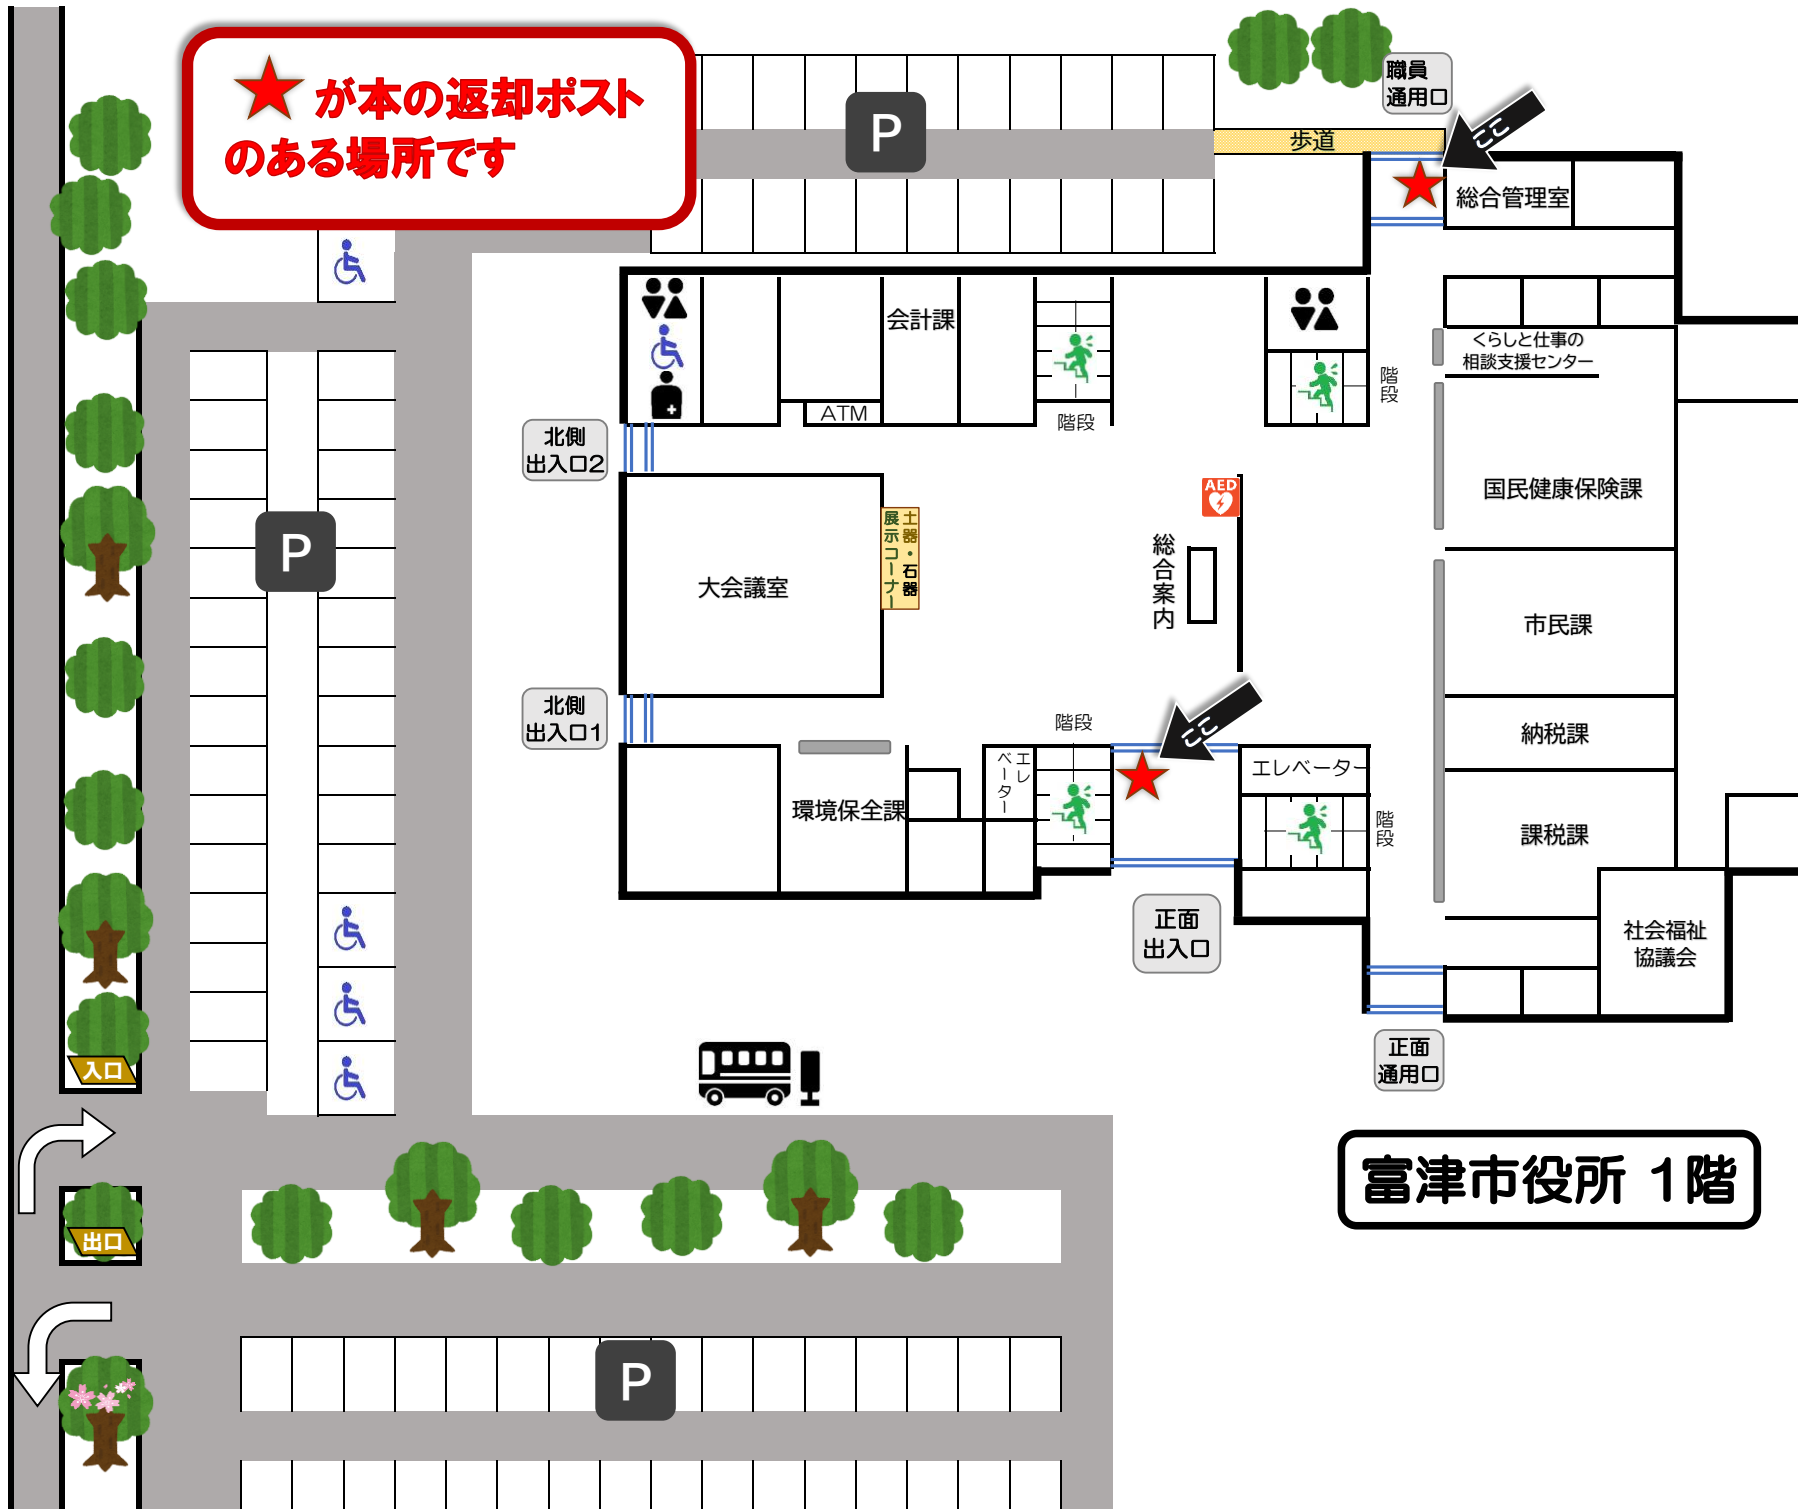 ★が本の返却ポスト
のある場所です
P
職員
通用口
ここ
歩道
総合管理室
会計課
くらしと仕事の
相談支援センター
階段
ATM
階段
北側
出入口2
国民健康保険課
AED
土器・石器
展示コーナー
P
総合案内
大会議室
市民課
北側
出入口1
階段
ここ
納税課
エレベーター
エレベーター
環境保全課
階段
課税課
正面
出入口
社会福祉
協議会
正面
通用口
入口
富津市役所 1階
出口
P